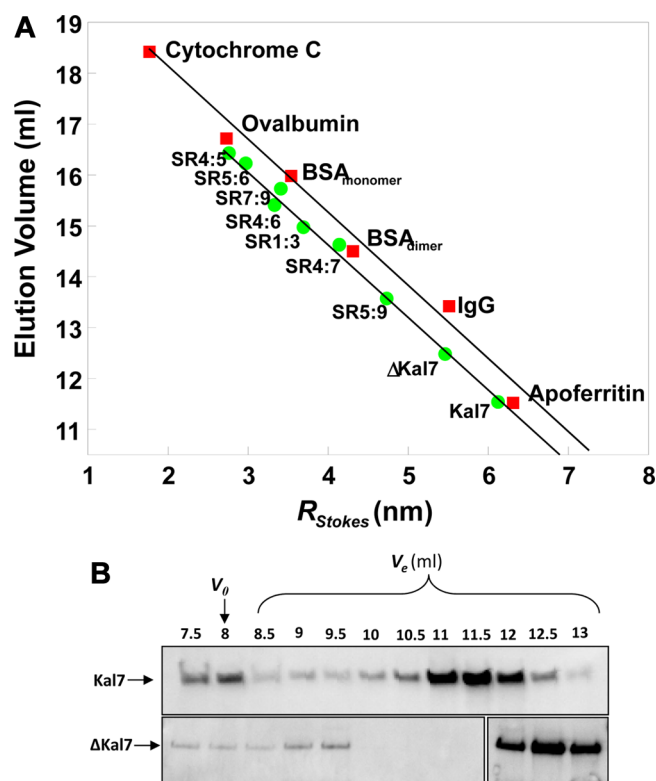 A
19
18
17
16
15
14
13
12
11
Elution Volume (ml)
Cytochrome C
Ovalbumin
SR4:5
SR5:6
BSAmonomer
SR7:9
SR4:6
SR1:3
BSAdimer
SR4:7
SR5:9
IgG
ΔKal7
Kal7
Apoferritin
1 2 3 4 5 6 7 8
RStokes (nm)
B
Ve (ml)
V0
7.5 8 8.5 9 9.5 10 10.5 11 11.5 12 12.5 13
Kal7
ΔKal7